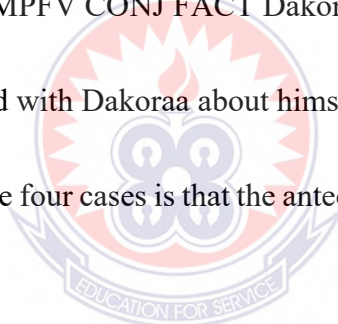 MPFV CONJ FACT Dakor
d with Dakoraa about hims
e four cases is that the ante
EDUCATION FOR SERVICE